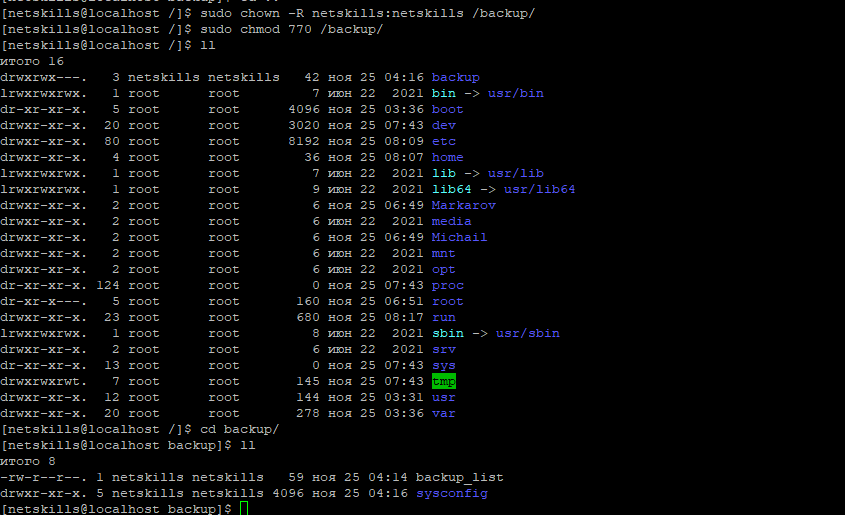 [netskills@localhost /]$ sudo chown -R netskills:netskills /backup/
[netskills@localhost /]$ sudo chmod 770 /backup/
[netskills@localhost /]$ ll
итого 16
drwxrwx---.   3 netskills netskills   42 ноя 25 04:16 backup
lrwxrwxrwx.   1 root      root         7 июн 22  2021 bin -> usr/bin
dr-xr-xr-x.   5 root      root      4096 ноя 25 03:36 boot
drwxr-xr-x.  20 root      root      3020 ноя 25 07:43 dev
drwxr-xr-x.  80 root      root      8192 ноя 25 08:09 etc
drwxr-xr-x.   4 root      root        36 ноя 25 08:07 home
lrwxrwxrwx.   1 root      root         7 июн 22  2021 lib -> usr/lib
lrwxrwxrwx.   1 root      root         9 июн 22  2021 lib64 -> usr/lib64
drwxr-xr-x.   2 root      root         6 ноя 25 06:49 Markarov
drwxr-xr-x.   2 root      root         6 июн 22  2021 media
drwxr-xr-x.   2 root      root         6 ноя 25 06:49 Michail
drwxr-xr-x.   2 root      root         6 июн 22  2021 mnt
drwxr-xr-x.   2 root      root         6 июн 22  2021 opt
dr-xr-xr-x. 124 root      root         0 ноя 25 07:43 proc
dr-xr-x---.   5 root      root       160 ноя 25 06:51 root
drwxr-xr-x.  23 root      root       680 ноя 25 08:17 run
lrwxrwxrwx.   1 root      root         8 июн 22  2021 sbin -> usr/sbin
drwxr-xr-x.   2 root      root         6 июн 22  2021 srv
dr-xr-xr-x.  13 root      root         0 ноя 25 07:43 sys
drwxrwxrwt.   7 root      root       145 ноя 25 07:43 tmp
drwxr-xr-x.  12 root      root       144 ноя 25 03:31 usr
drwxr-xr-x.  20 root      root       278 ноя 25 03:36 var
[netskills@localhost /]$ cd backup/
[netskills@localhost backup]$ ll
итого 8
-rw-r--r--. 1 netskills netskills   59 ноя 25 04:14 backup_list
drwxr-xr-x. 5 netskills netskills 4096 ноя 25 04:16 sysconfig
[netskills@localhost backup]$